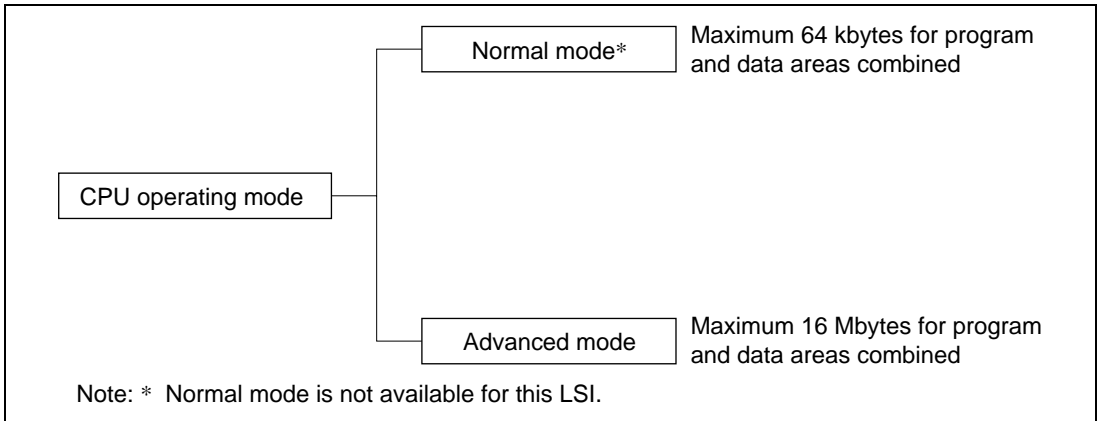 Normal mode*
Maximum 64 kbytes for program
and data areas combined
CPU operating mode
Advanced mode
Maximum 16 Mbytes for program
and data areas combined
Note: * Normal mode is not available for this LSI.